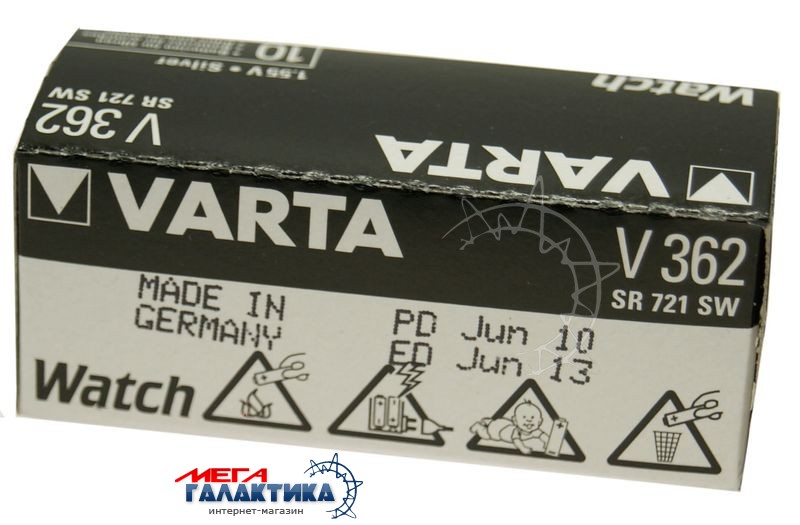 10
1.55V • Silver
V 362
SR 721 SW
Watch
VARTA
VARTA
V 362
SR 721 SW
MADE IN
GERMANY
PD Jun 10
ED Jun 13
Watch
МЕГА
ГАЛАКТИКА
интернет-магазин